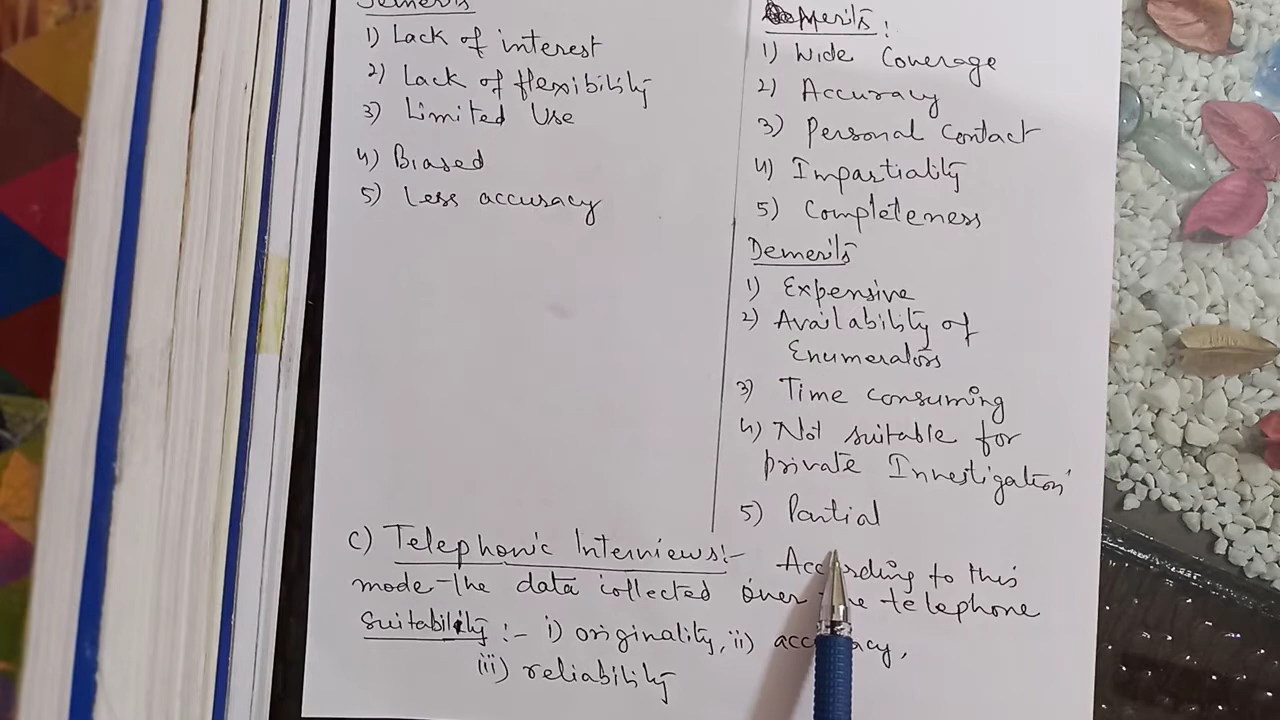 Demerits
1) Lack of interest
2) Lack of flexibility
3) Limited Use
4) Biased
5) Less accuracy
Merits:
1) Wide Coverage
2) Accuracy
3) Personal Contact
4) Impartiality
5) Completeness
Demerits
1) Expensive
2) Availability of
Enumerators
3) Time consuming
4) Not suitable for
private Investigation
5) Partial
c) Telephonic Interviews:- According to this
mode-the data collected over the telephone
suitability:- i) originality, ii) accuracy,
iii) reliability